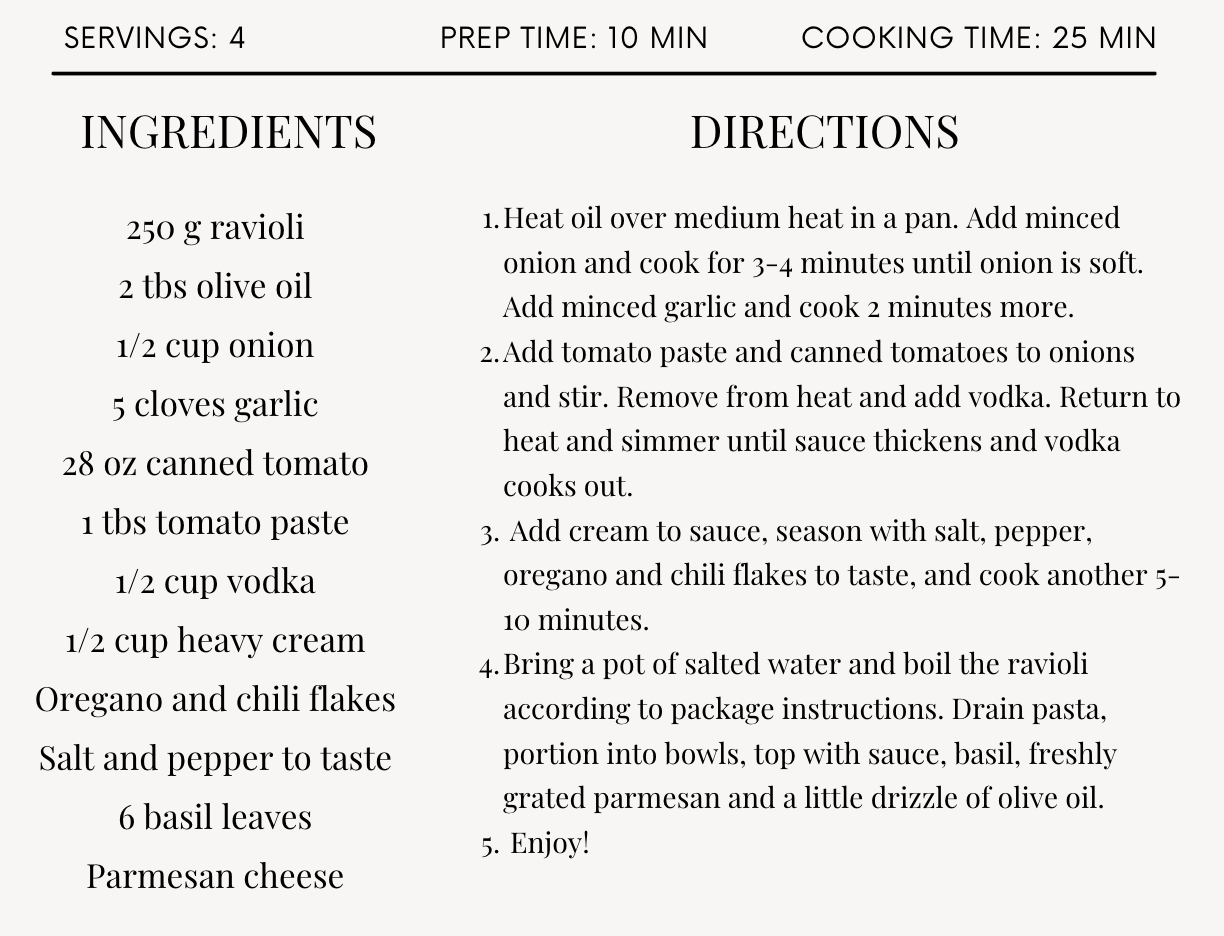 SERVINGS: 4
PREP TIME: 10 MIN
COOKING TIME: 25 MIN
INGREDIENTS
250 g ravioli
2 tbs olive oil
1/2 cup onion
5 cloves garlic
28 oz canned tomato
1 tbs tomato paste
1/2 cup vodka
1/2 cup heavy cream
Oregano and chili flakes
Salt and pepper to taste
6 basil leaves
Parmesan cheese
DIRECTIONS
1. Heat oil over medium heat in a pan. Add minced
onion and cook for 3-4 minutes until onion is soft.
Add minced garlic and cook 2 minutes more.
2. Add tomato paste and canned tomatoes to onions
and stir. Remove from heat and add vodka. Return to
heat and simmer until sauce thickens and vodka
cooks out.
3. Add cream to sauce, season with salt, pepper,
oregano and chili flakes to taste, and cook another 5-
10 minutes.
4. Bring a pot of salted water and boil the ravioli
according to package instructions. Drain pasta,
portion into bowls, top with sauce, basil, freshly
grated parmesan and a little drizzle of olive oil.
5. Enjoy!